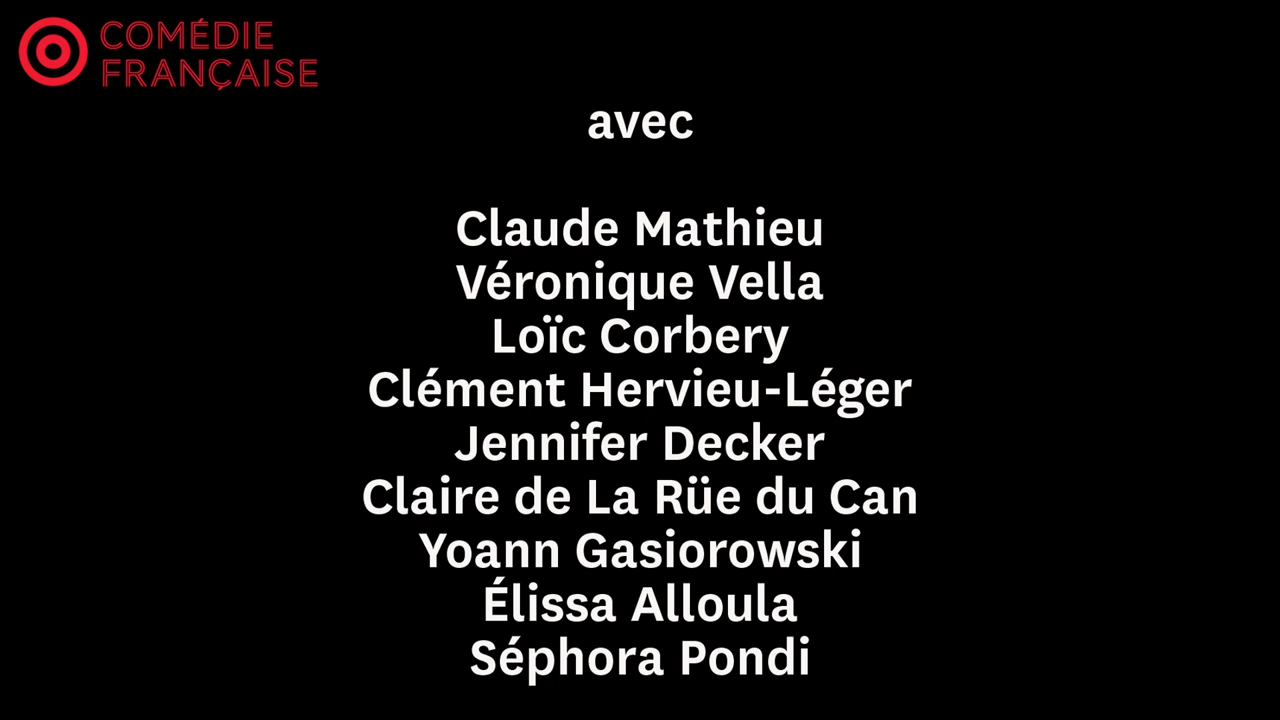 COMÉDIE
FRANÇAISE
avec
Claude Mathieu
Véronique Vella
Loïc Corbery
Clément Hervieu-Léger
Jennifer Decker
Claire de La Rüe du Can
Yoann Gasiorowski
Élissa Alloula
Séphora Pondi